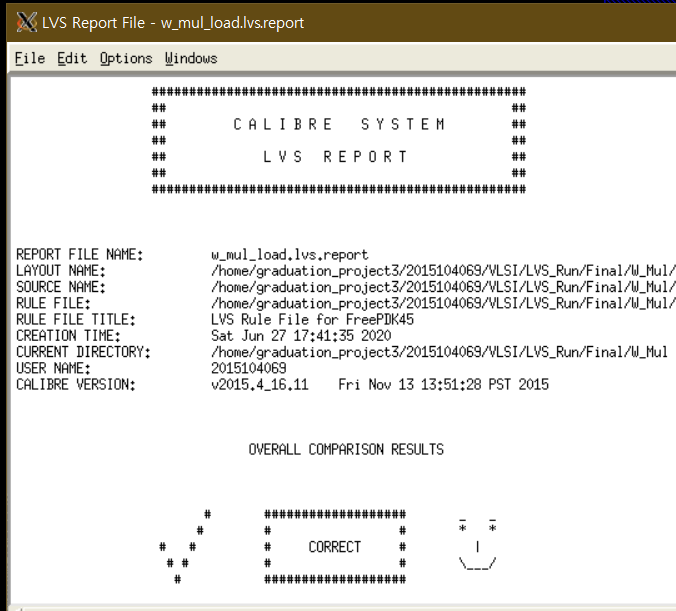 LVS Report File - w_mul_load.lvs.report
File Edit Options Windows
##################################################
## ##
## C A L I B R E S Y S T E M ##
## ##
## L V S R E P O R T ##
## ##
##################################################
REPORT FILE NAME: w_mul_load.lvs.report
LAYOUT NAME: /home/graduation_project3/2015104069/VLSI/LVS_Run/Final/W_Mul/
SOURCE NAME: /home/graduation_project3/2015104069/VLSI/LVS_Run/Final/W_Mul/
RULE FILE: /home/graduation_project3/2015104069/VLSI/LVS_Run/Final/W_Mul/
RULE FILE TITLE: LVS Rule File for FreePDK45
CREATION TIME: Sat Jun 27 17:41:35 2020
CURRENT DIRECTORY: /home/graduation_project3/2015104069/VLSI/LVS_Run/Final/W_Mul
USER NAME: 2015104069
CALIBRE VERSION: v2015.4_16.11 Fri Nov 13 13:51:28 PST 2015
OVERALL COMPARISON RESULTS
# ################### _ _
# # # * *
# # # CORRECT # |
# # # # \___/
# ###################